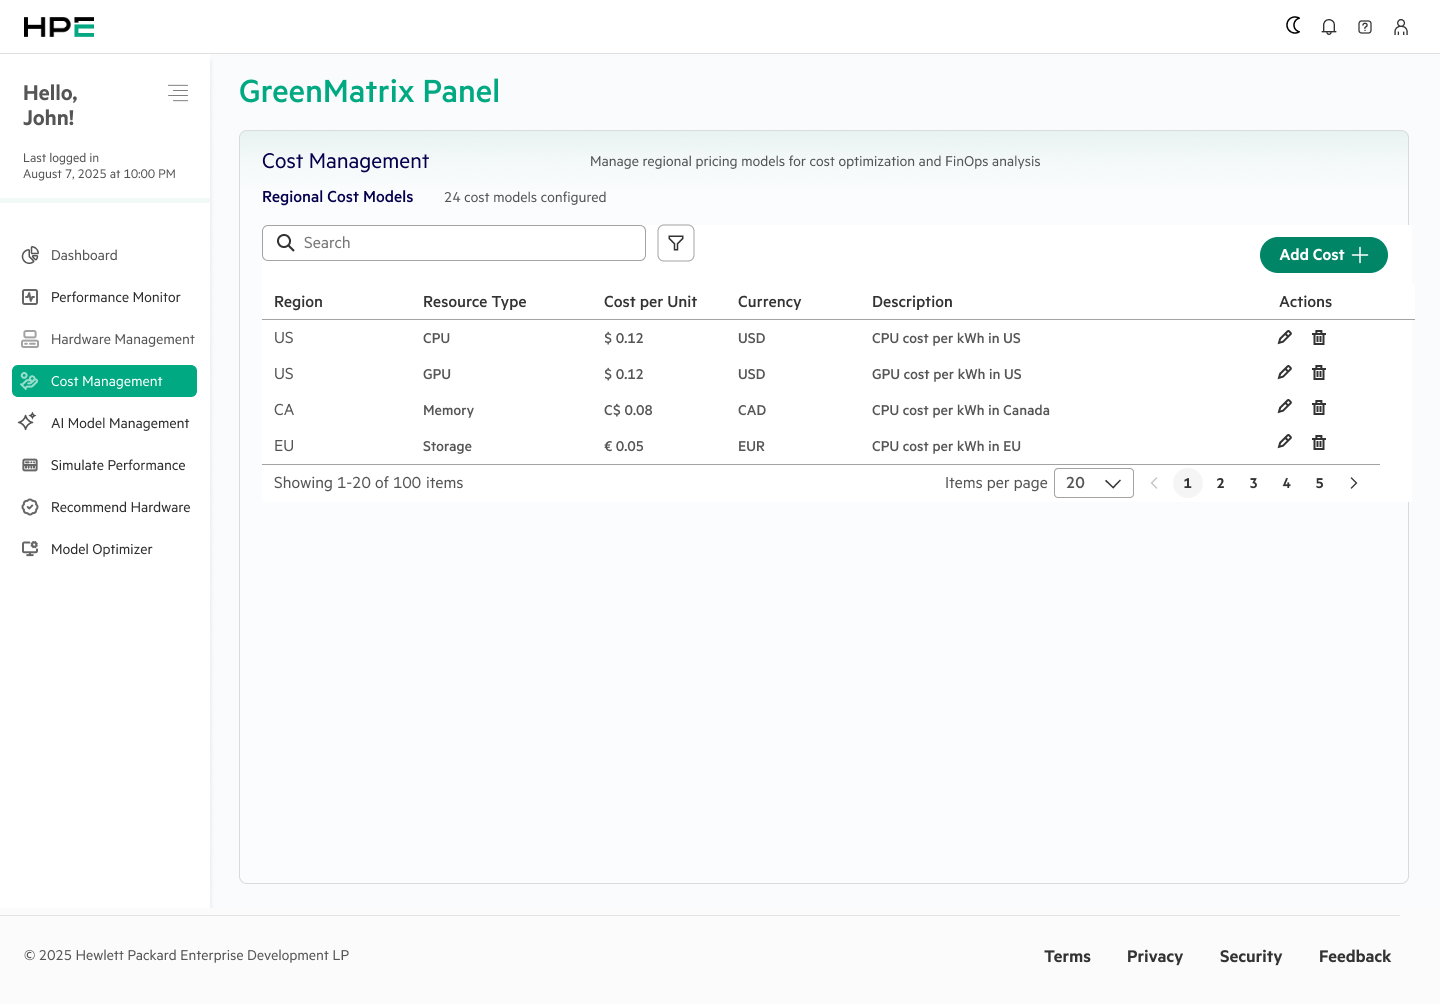 HPE
Hello,
John!
Last logged in
August 7, 2025 at 10:00 PM
Dashboard
Performance Monitor
Hardware Management
Cost Management
AI Model Management
Simulate Performance
Recommend Hardware
Model Optimizer
GreenMatrix Panel
Cost Management Manage regional pricing models for cost optimization and FinOps analysis
Regional Cost Models 24 cost models configured
Search
Add Cost
Region Resource Type Cost per Unit Currency Description Actions
US CPU $ 0.12 USD CPU cost per kWh in US
US GPU $ 0.12 USD GPU cost per kWh in US
CA Memory C$ 0.08 CAD CPU cost per kWh in Canada
EU Storage € 0.05 EUR CPU cost per kWh in EU
Showing 1-20 of 100 items Items per page 20 1 2 3 4 5
© 2025 Hewlett Packard Enterprise Development LP Terms Privacy Security Feedback